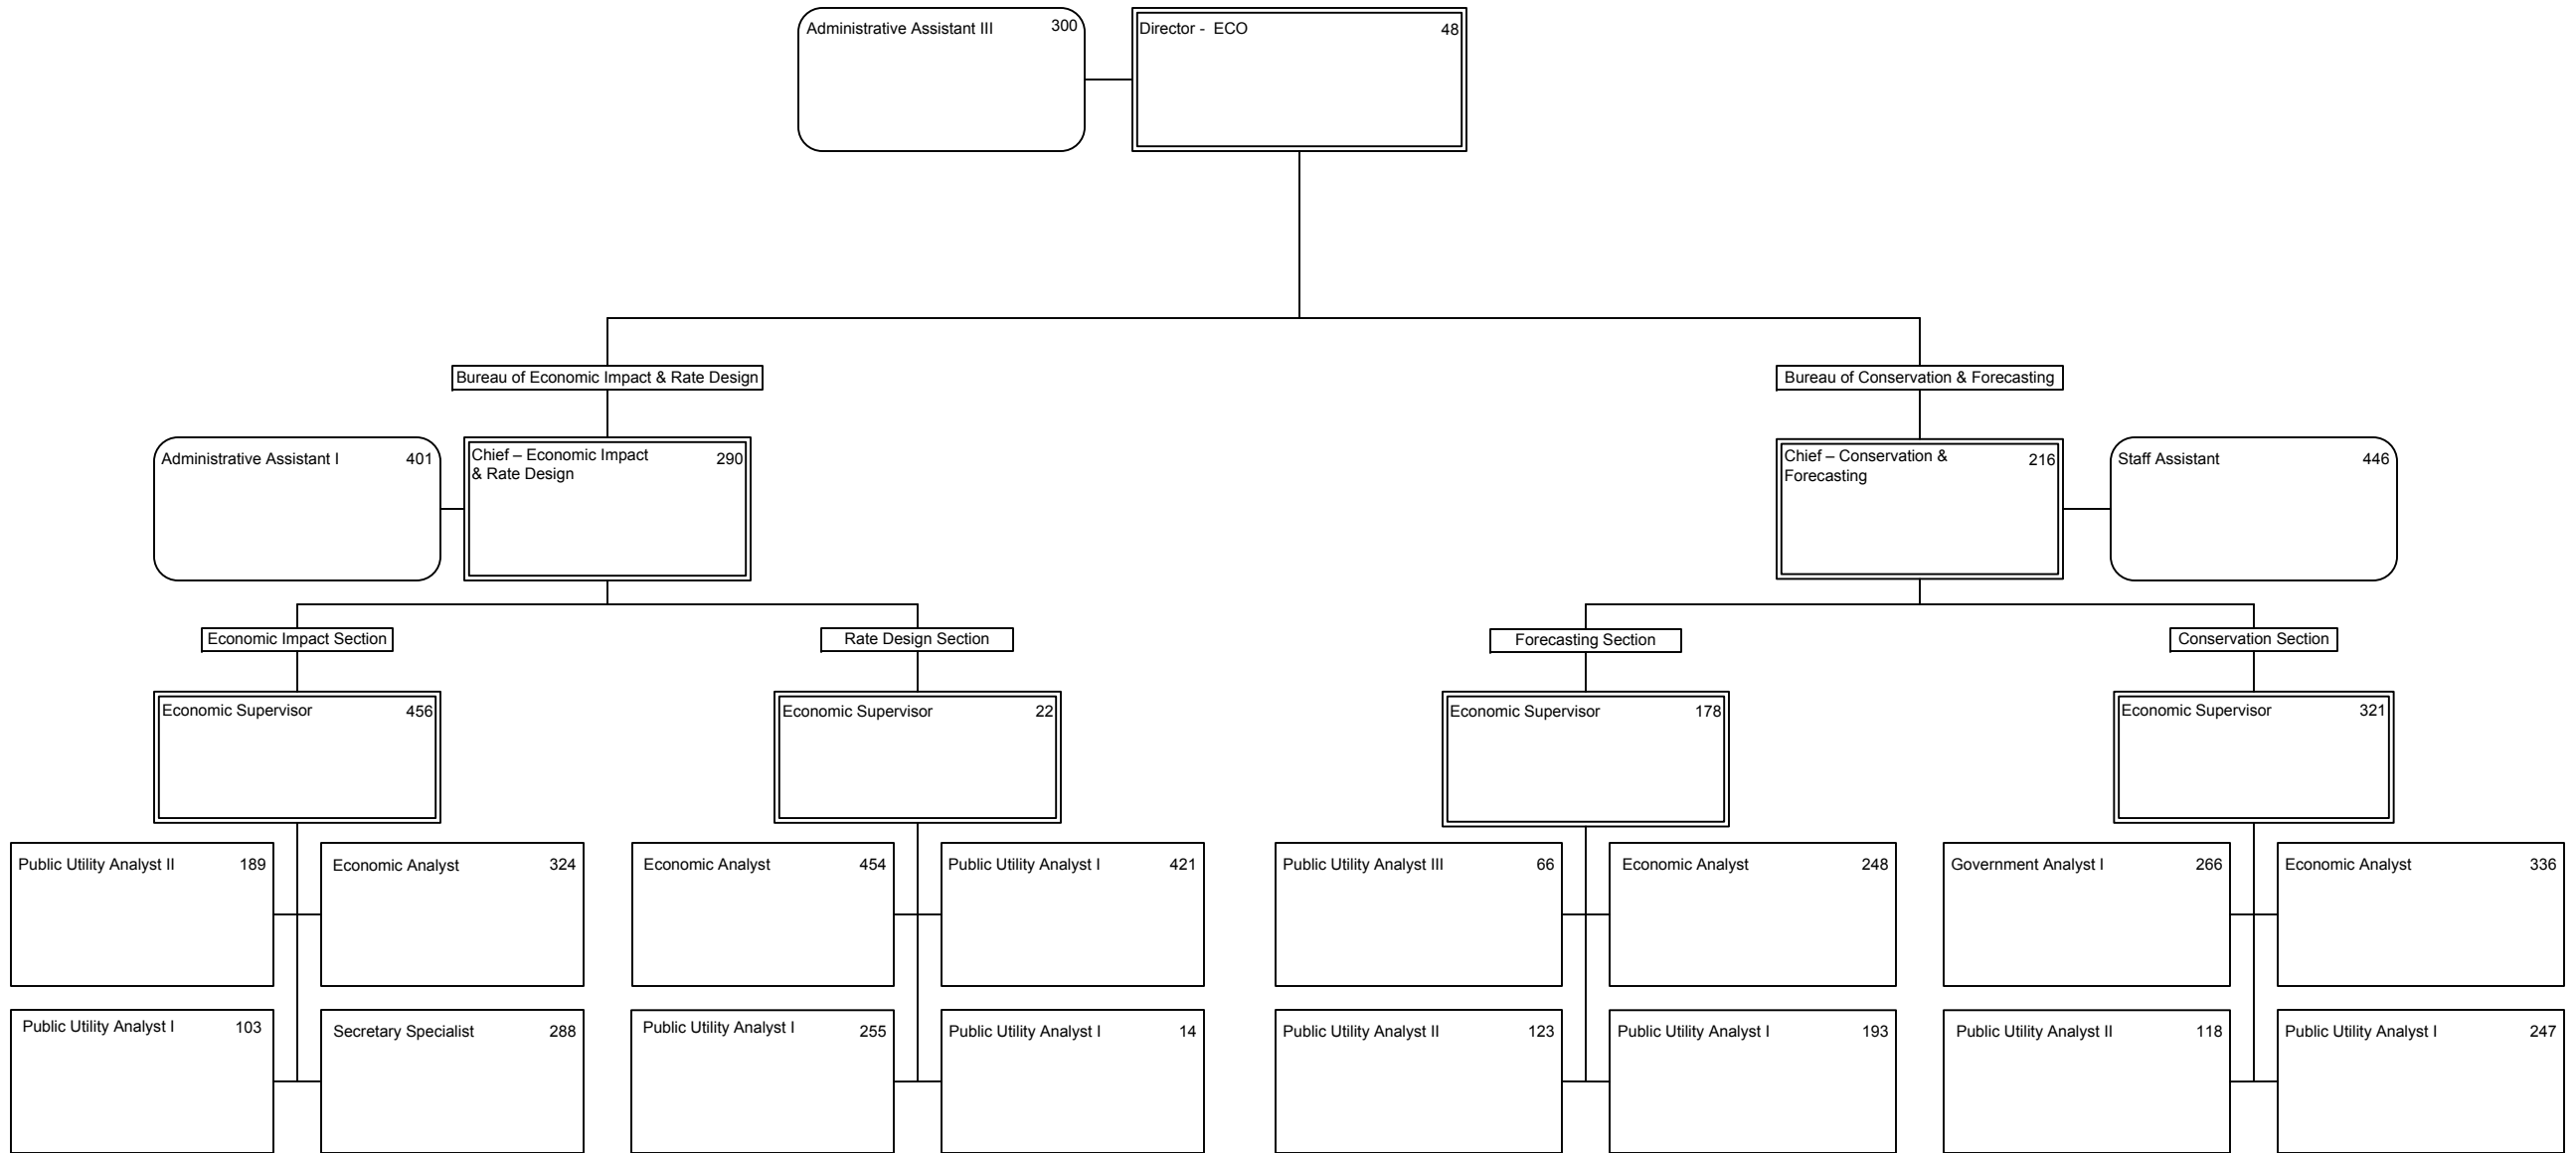 Administrative Assistant III 300
Director - ECO 48
Bureau of Economic Impact & Rate Design
Bureau of Conservation & Forecasting
Administrative Assistant I 401
Chief – Economic Impact 290
& Rate Design
Chief – Conservation & 216
Forecasting
Staff Assistant 446
Economic Impact Section
Rate Design Section
Forecasting Section
Conservation Section
Economic Supervisor 456
Economic Supervisor 22
Economic Supervisor 178
Economic Supervisor 321
Public Utility Analyst II 189
Economic Analyst 324
Economic Analyst 454
Public Utility Analyst I 421
Public Utility Analyst III 66
Economic Analyst 248
Government Analyst I 266
Economic Analyst 336
Public Utility Analyst I 103
Secretary Specialist 288
Public Utility Analyst I 255
Public Utility Analyst I 14
Public Utility Analyst II 123
Public Utility Analyst I 193
Public Utility Analyst II 118
Public Utility Analyst I 247